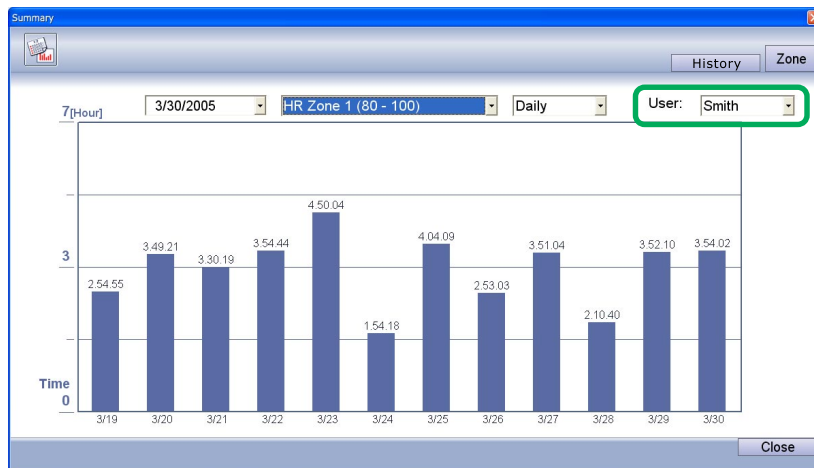 Summary
History Zone
7[Hour] 3/30/2005 HR Zone 1 (80 - 100) Daily User: Smith
4.50.04
4.04.09
3.49.21 3.54.44 3.51.04 3.52.10 3.54.02
3 3.30.19
2.54.55 2.53.03
2.10.40
1.54.18
Time
0
3/19 3/20 3/21 3/22 3/23 3/24 3/25 3/26 3/27 3/28 3/29 3/30
Close